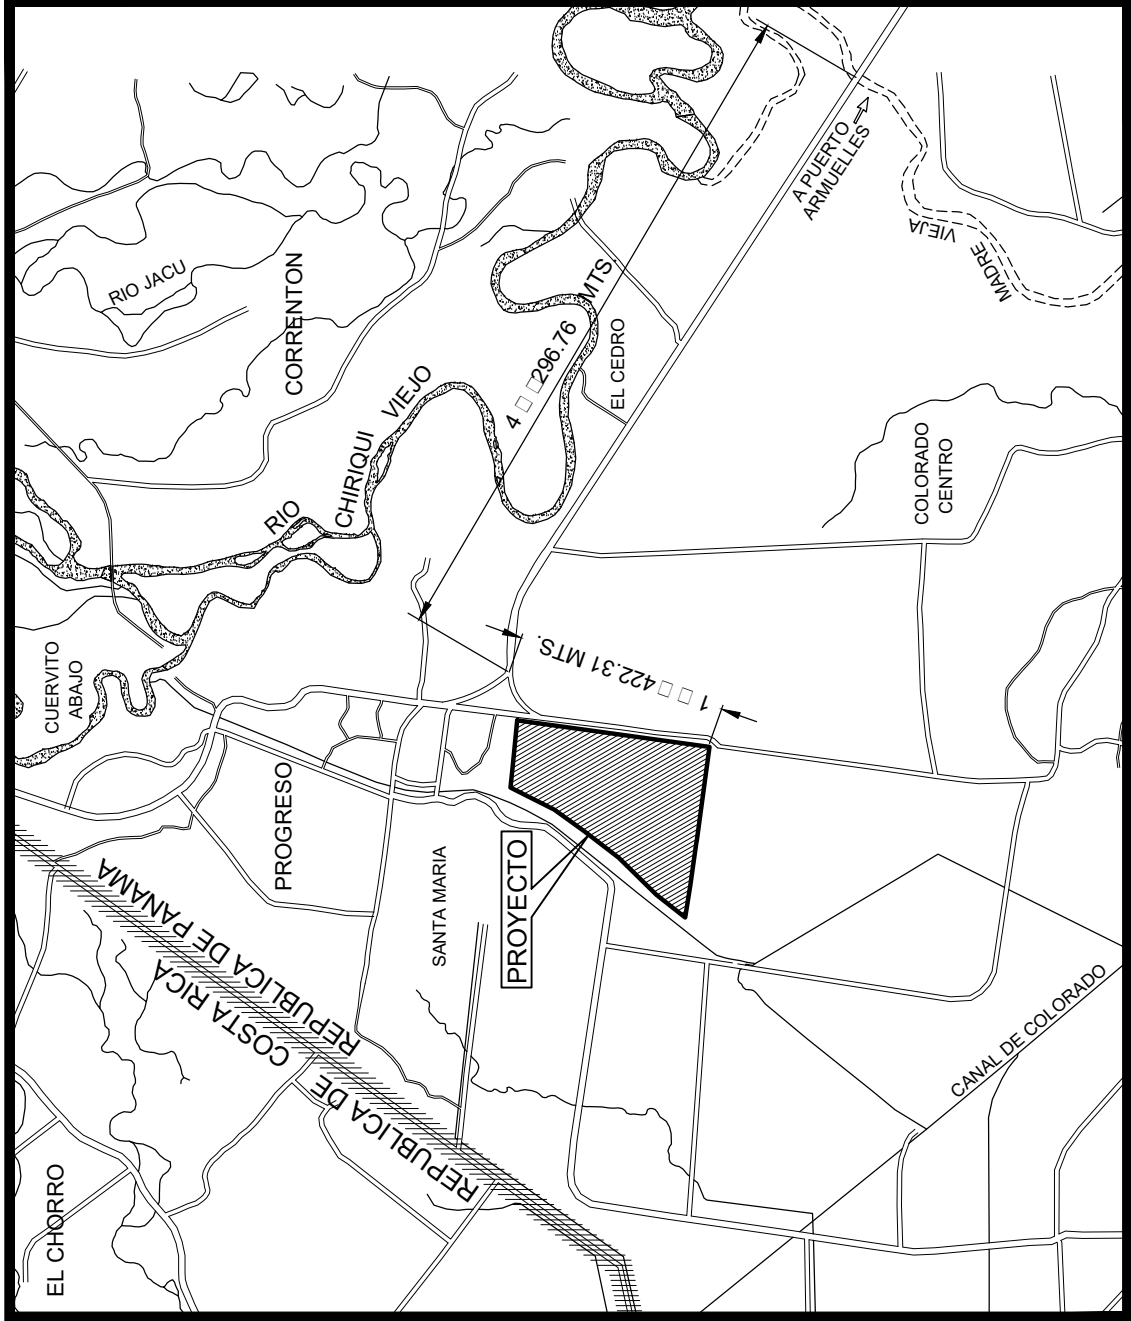 RIO JACU
CORRENTON
A PUERTO
ARMUELLES
VIEJA
MADRE
4 □ □296.76 MTS
EL CEDRO
RIO
CHIRIQUI
VIEJO
COLORADO
CENTRO
CUERVITO
ABAJO
1 □ □422.31 MTS.
PROGRESO
SANTA MARIA
PROYECTO
REPUBLICA DE PANAMA
REPUBLICA DE COSTA RICA
CANAL DE COLORADO
EL CHORRO